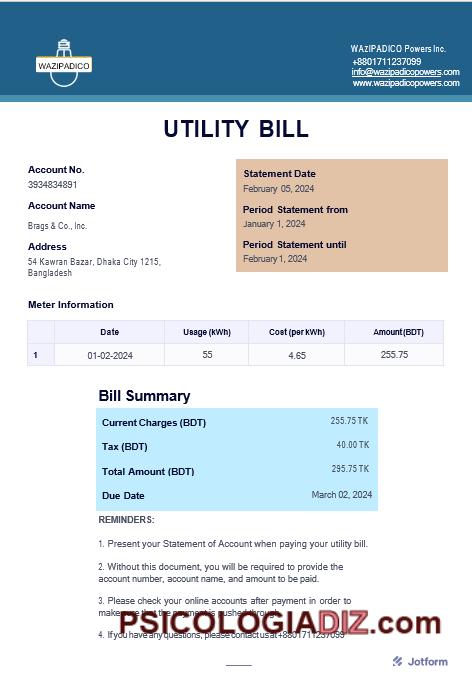 WAZIPADICO
WAZIPADICO Powers Inc.
+8801711237099
info@wazipadicopowers.com
www.wazipadicopowers.com
UTILITY BILL
Account No.
3934834891
Account Name
Brags & Co., Inc.
Address
54 Kawran Bazar, Dhaka City 1215,
Bangladesh
Statement Date
February 05, 2024
Period Statement from
January 1, 2024
Period Statement until
February 1, 2024
Meter Information
Date Usage (kWh) Cost (per kWh) Amount (BDT)
1 01-02-2024 55 4.65 255.75
Bill Summary
Current Charges (BDT) 255.75 TK
Tax (BDT) 40.00 TK
Total Amount (BDT) 295.75 TK
Due Date March 02, 2024
REMINDERS:
1. Present your Statement of Account when paying your utility bill.
2. Without this document, you will be required to provide the
account number, account name, and amount to be paid.
3. Please check your online accounts after payment in order to
make sure that the payment is pushed through.
PSICOLOGIADIZ.com
4. If you have any questions, please contact us at +8801711237099
Jotform